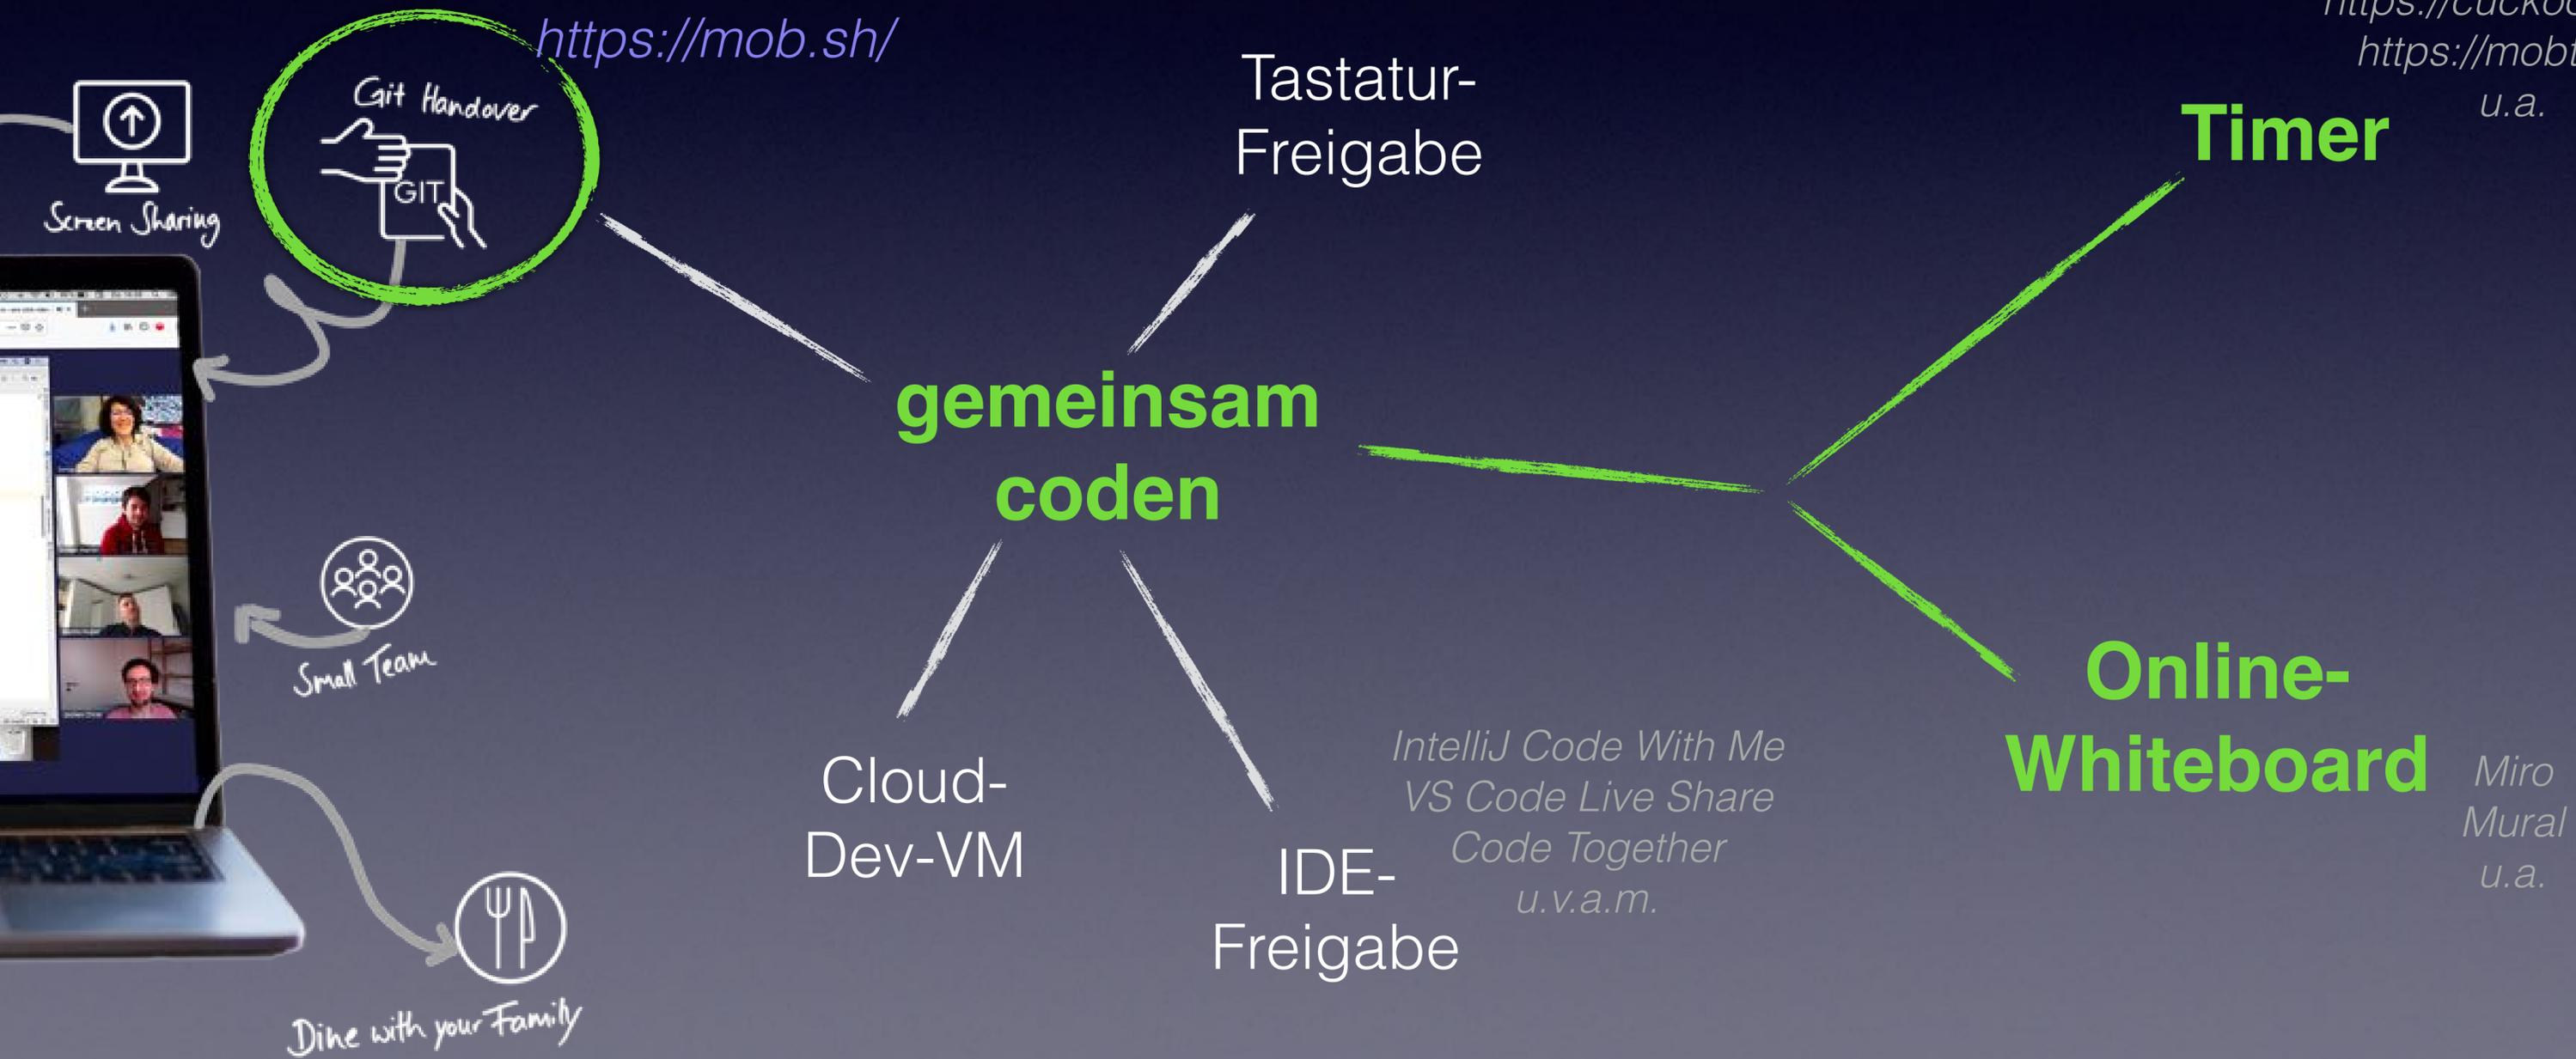 https://mob.sh/
Git Handover
GIT
Screen Sharing
Small Team
Dine with your Family
Tastatur-
Freigabe
gemeinsam
coden
Cloud-
Dev-VM
IDE-
Freigabe
IntelliJ Code With Me
VS Code Live Share
Code Together
u.v.a.m.
https://cuckoo
https://mobt
u.a.
Timer
Online-
Whiteboard
Miro
Mural
u.a.